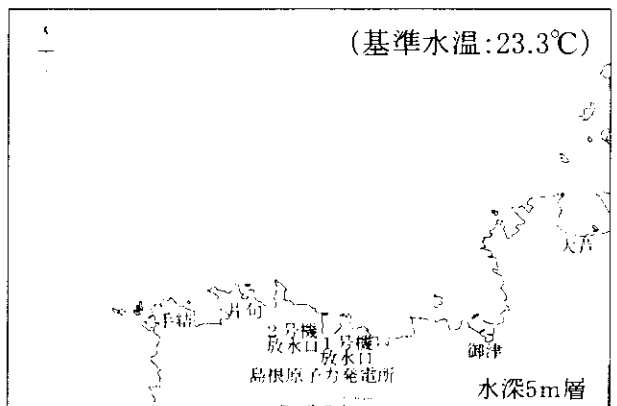 (基準水温:23.3℃)
大芦
手結
片句
2号機
放水口
1号機
放水口
御津
島根原子力発電所
水深5m層